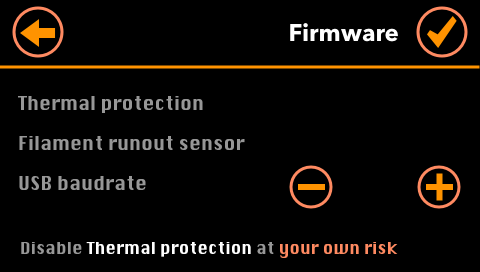 Firmware
Thermal protection
Filament runout sensor
USB baudrate
Disable Thermal protection at your own risk